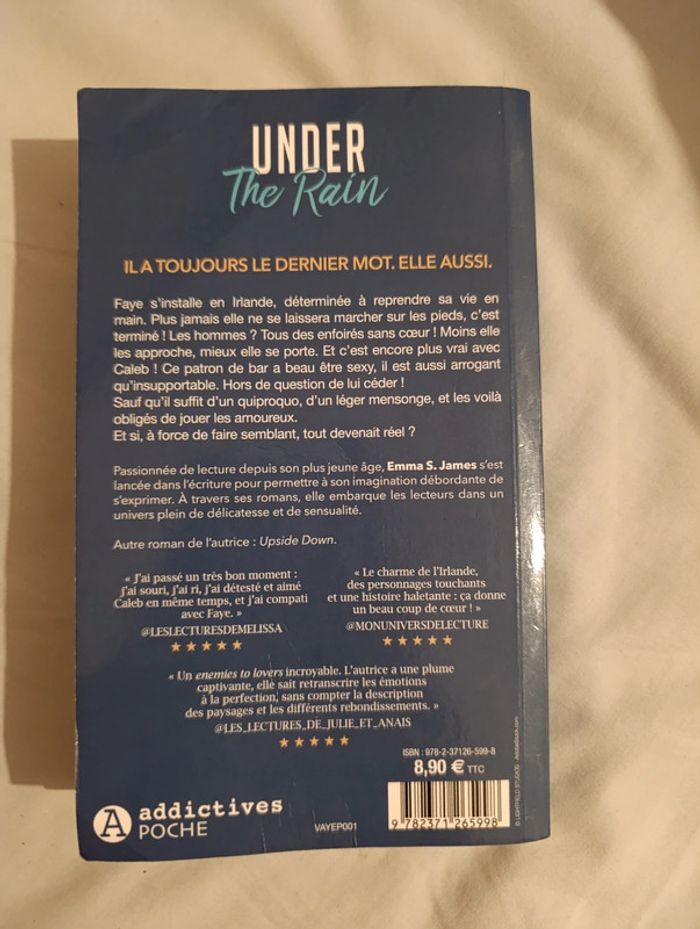 UNDER
The Rain
IL A TOUJOURS LE DERNIER MOT. ELLE AUSSI.
Faye s'installe en Irlande, déterminée à reprendre sa vie en
main. Plus jamais elle ne se laissera marcher sur les pieds, c'est
terminé ! Les hommes ? Tous des enfoirés sans cœur ! Moins elle
les approche, mieux elle se porte. Et c'est encore plus vrai avec
Caleb ! Ce patron de bar a beau être sexy, il est aussi arrogant
qu'insupportable. Hors de question de lui céder !
Sauf qu'il suffit d'un quiproquo, d'un léger mensonge, et les voilà
obligés de jouer les amoureux.
Et si, à force de faire semblant, tout devenait réel ?
Passionnée de lecture depuis son plus jeune âge, Emma S. James s'est
lancée dans l'écriture pour permettre à son imagination débordante de
s'exprimer. À travers ses romans, elle embarque les lecteurs dans un
univers plein de délicatesse et de sensualité.
Autre roman de l'autrice : Upside Down.
« J'ai passé un très bon moment :
j'ai souri, j'ai ri, j'ai détesté et aimé
Caleb en même temps, et j'ai compati
avec Faye. »
@LESLECTURESDEMELISSA
★★★★★
« Le charme de l'Irlande,
des personnages touchants
et une histoire haletante : ça donne
un beau coup de cœur ! »
@MONUNIVERSDELECTURE
★★★★★
« Un enemies to lovers incroyable. L'autrice a une plume
captivante, elle sait retranscrire les émotions
à la perfection, sans compter la description
des paysages et les différents rebondissements. »
@LES_LECTURES_DE_JULIE_ET_ANAIS
★★★★★
ISBN : 978-2-37126-599-8
8,90 € TTC
9 782371 265998
A addictives
POCHE
VAYEP001
© LIGHTFIELD STUDIOS - AdobeStock.com